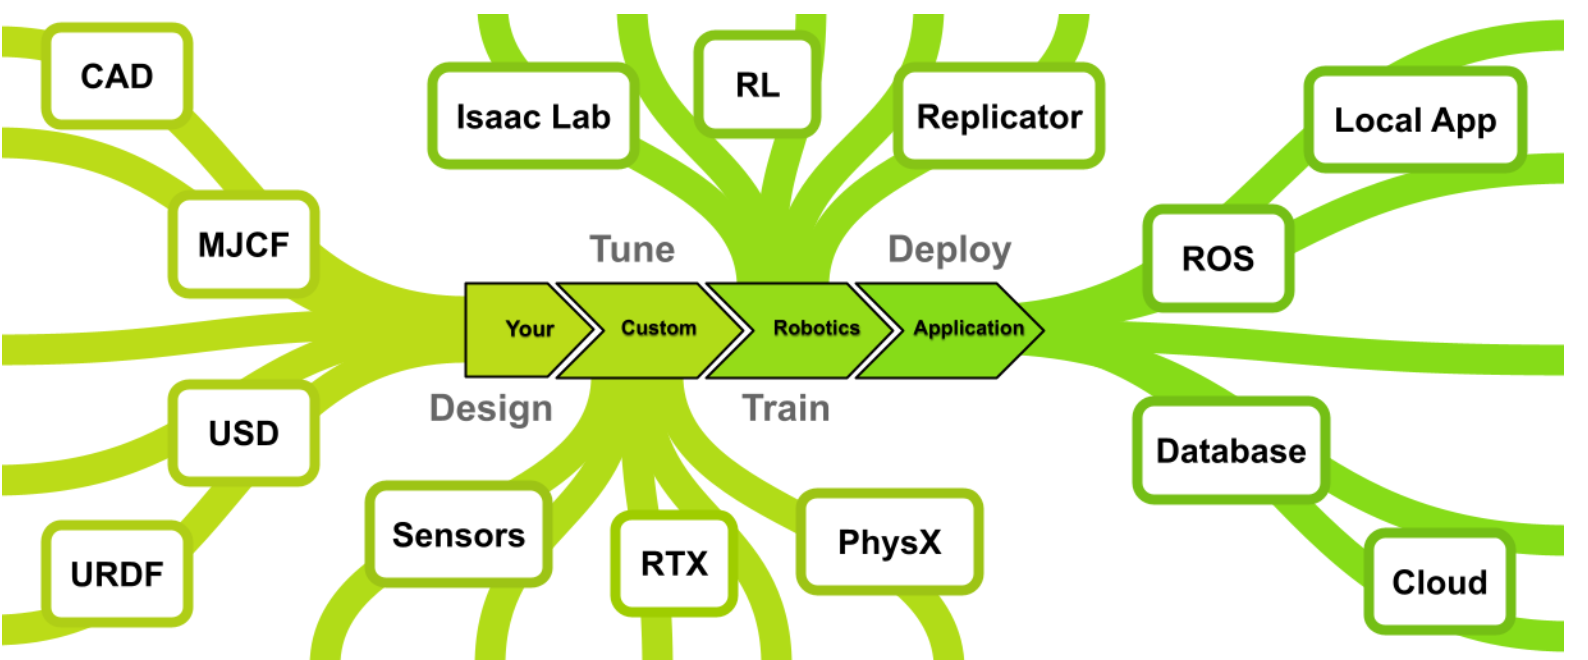 CAD
MJCF
USD
URDF
Isaac Lab
RL
Replicator
Tune
Deploy
Your
Custom
Robotics
Application
Design
Train
Sensors
RTX
PhysX
Local App
ROS
Database
Cloud